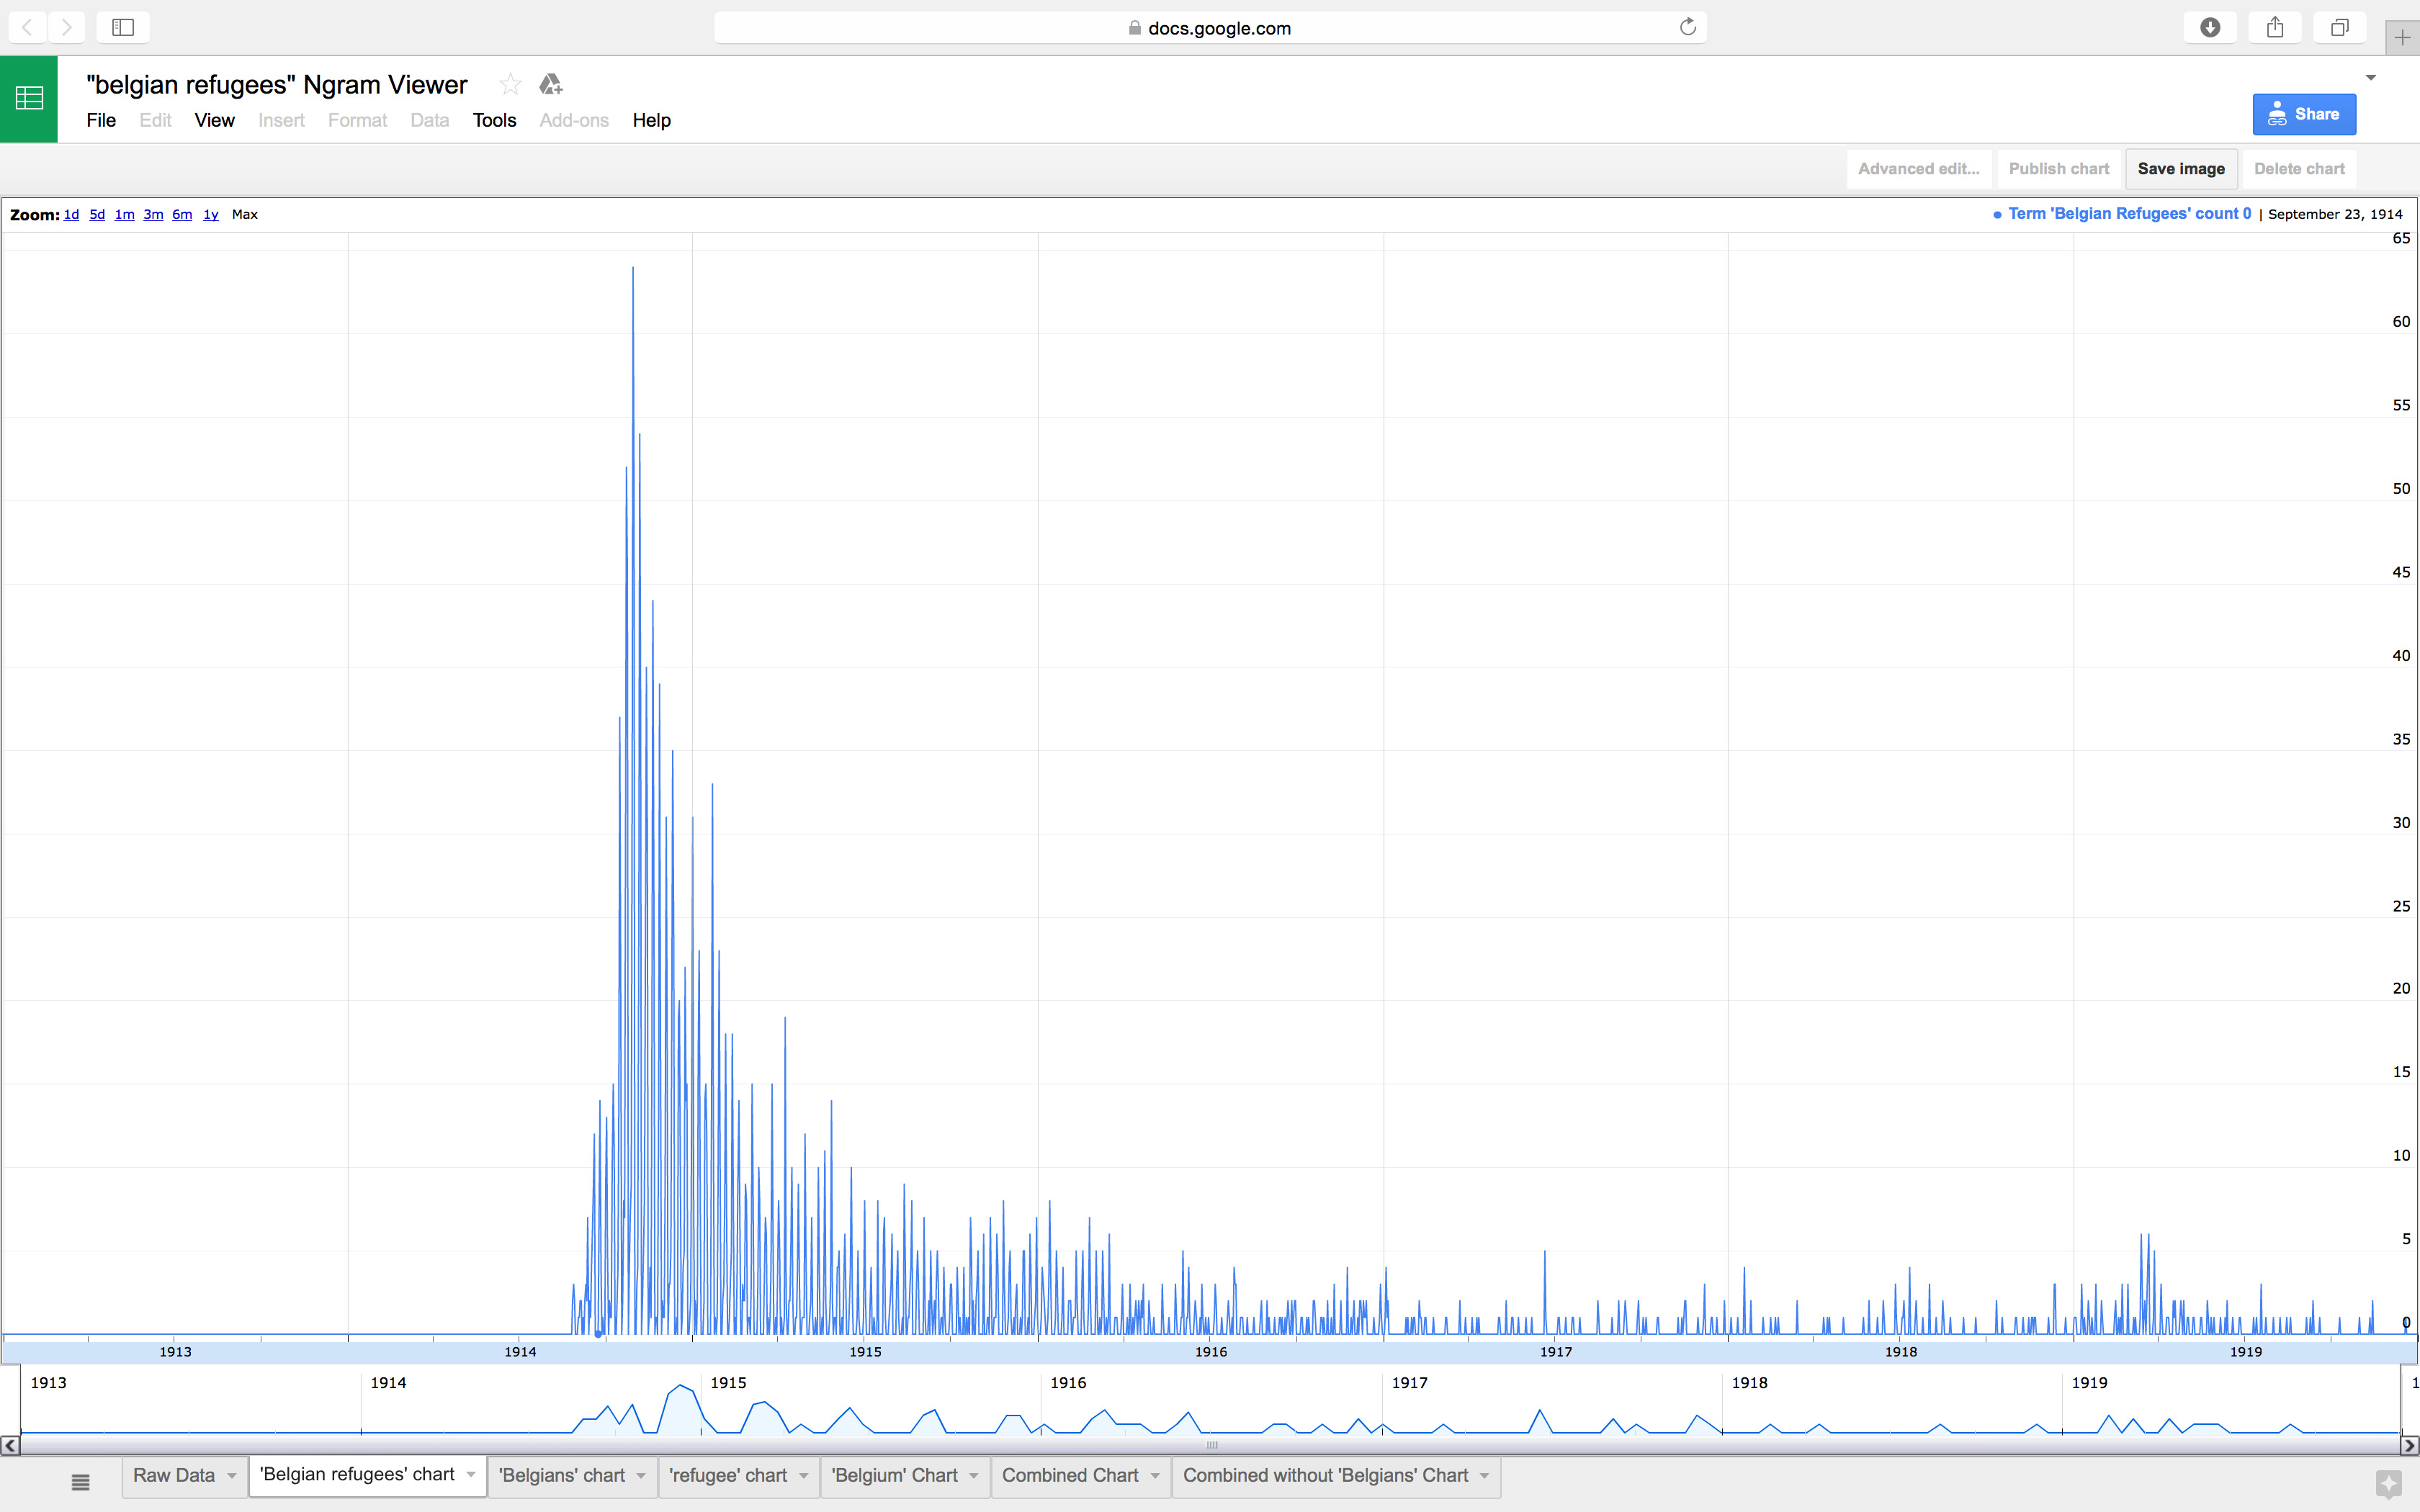 docs.google.com
"belgian refugees" Ngram Viewer
File Edit View Insert Format Data Tools Add-ons Help
Share
Advanced edit... Publish chart Save image Delete chart
Zoom: 1d 5d 1m 3m 6m 1y Max
Term 'Belgian Refugees' count 0 | September 23, 1914
65
60
55
50
45
40
35
30
25
20
15
10
5
0
1913 1914 1915 1916 1917 1918 1919
1913 1914 1915 1916 1917 1918 1919 1
Raw Data 'Belgian refugees' chart 'Belgians' chart 'refugee' chart 'Belgium' Chart Combined Chart Combined without 'Belgians' Chart